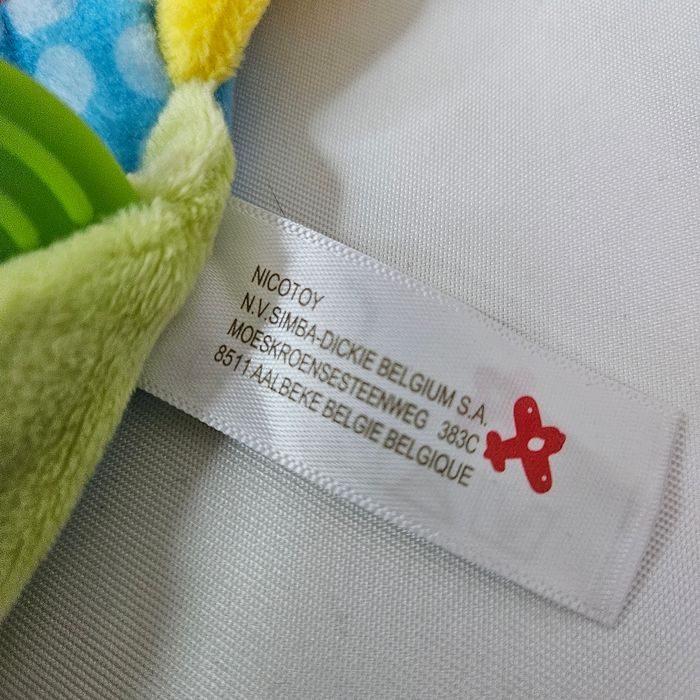 NICOTOY
N.V.SIMBA-DICKIE BELGIUM S.A.
MOESKROENSESTEENWEG 383C
8511 AALBEKE BELGIE BELGIQUE